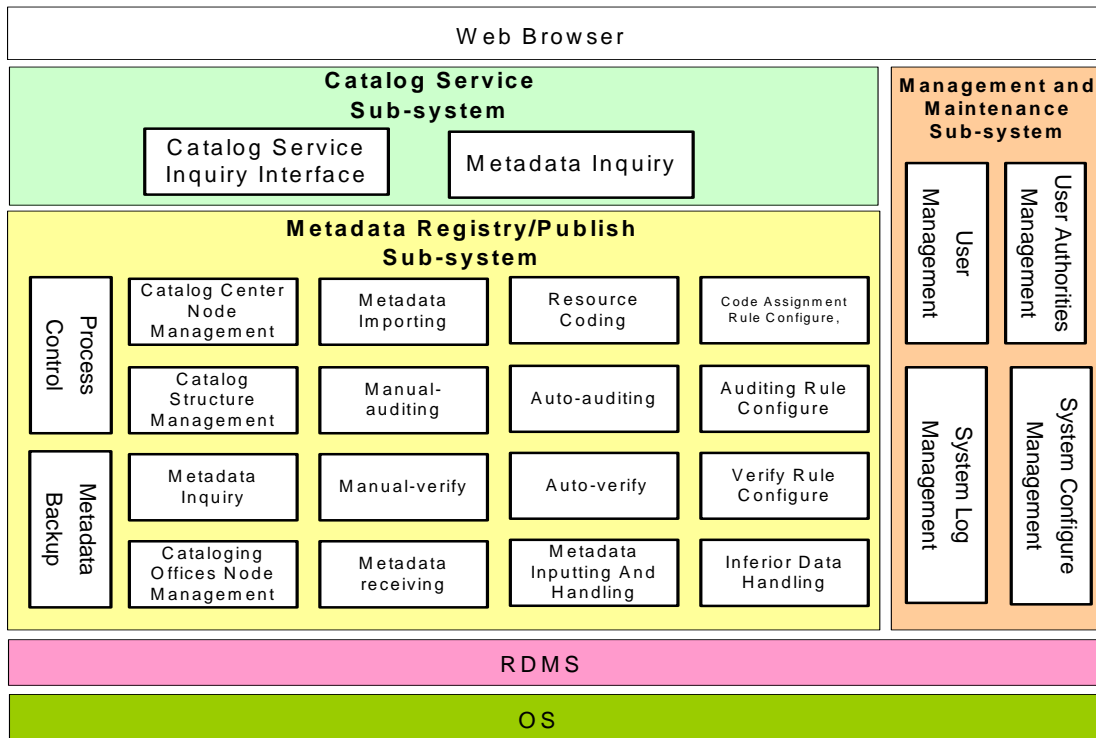 Web Browser
Catalog Service
Sub-system
Catalog Service
Inquiry Interface
Metadata Inquiry
Management and
Maintenance
Sub-system
User
Management
User Authorities
Management
System Log
Management
System Configure
Management
Metadata Registry/Publish
Sub-system
Process
Control
Metadata
Backup
Catalog Center
Node
Management
Metadata
Importing
Resource
Coding
Code Assignment
Rule Configure,
Catalog
Structure
Management
Manual-
auditing
Auto-auditing
Auditing Rule
Configure
Metadata
Inquiry
Manual-verify
Auto-verify
Verify Rule
Configure
Cataloging
Offices Node
Management
Metadata
receiving
Metadata
Inputting And
Handling
Inferior Data
Handling
RDMS
OS